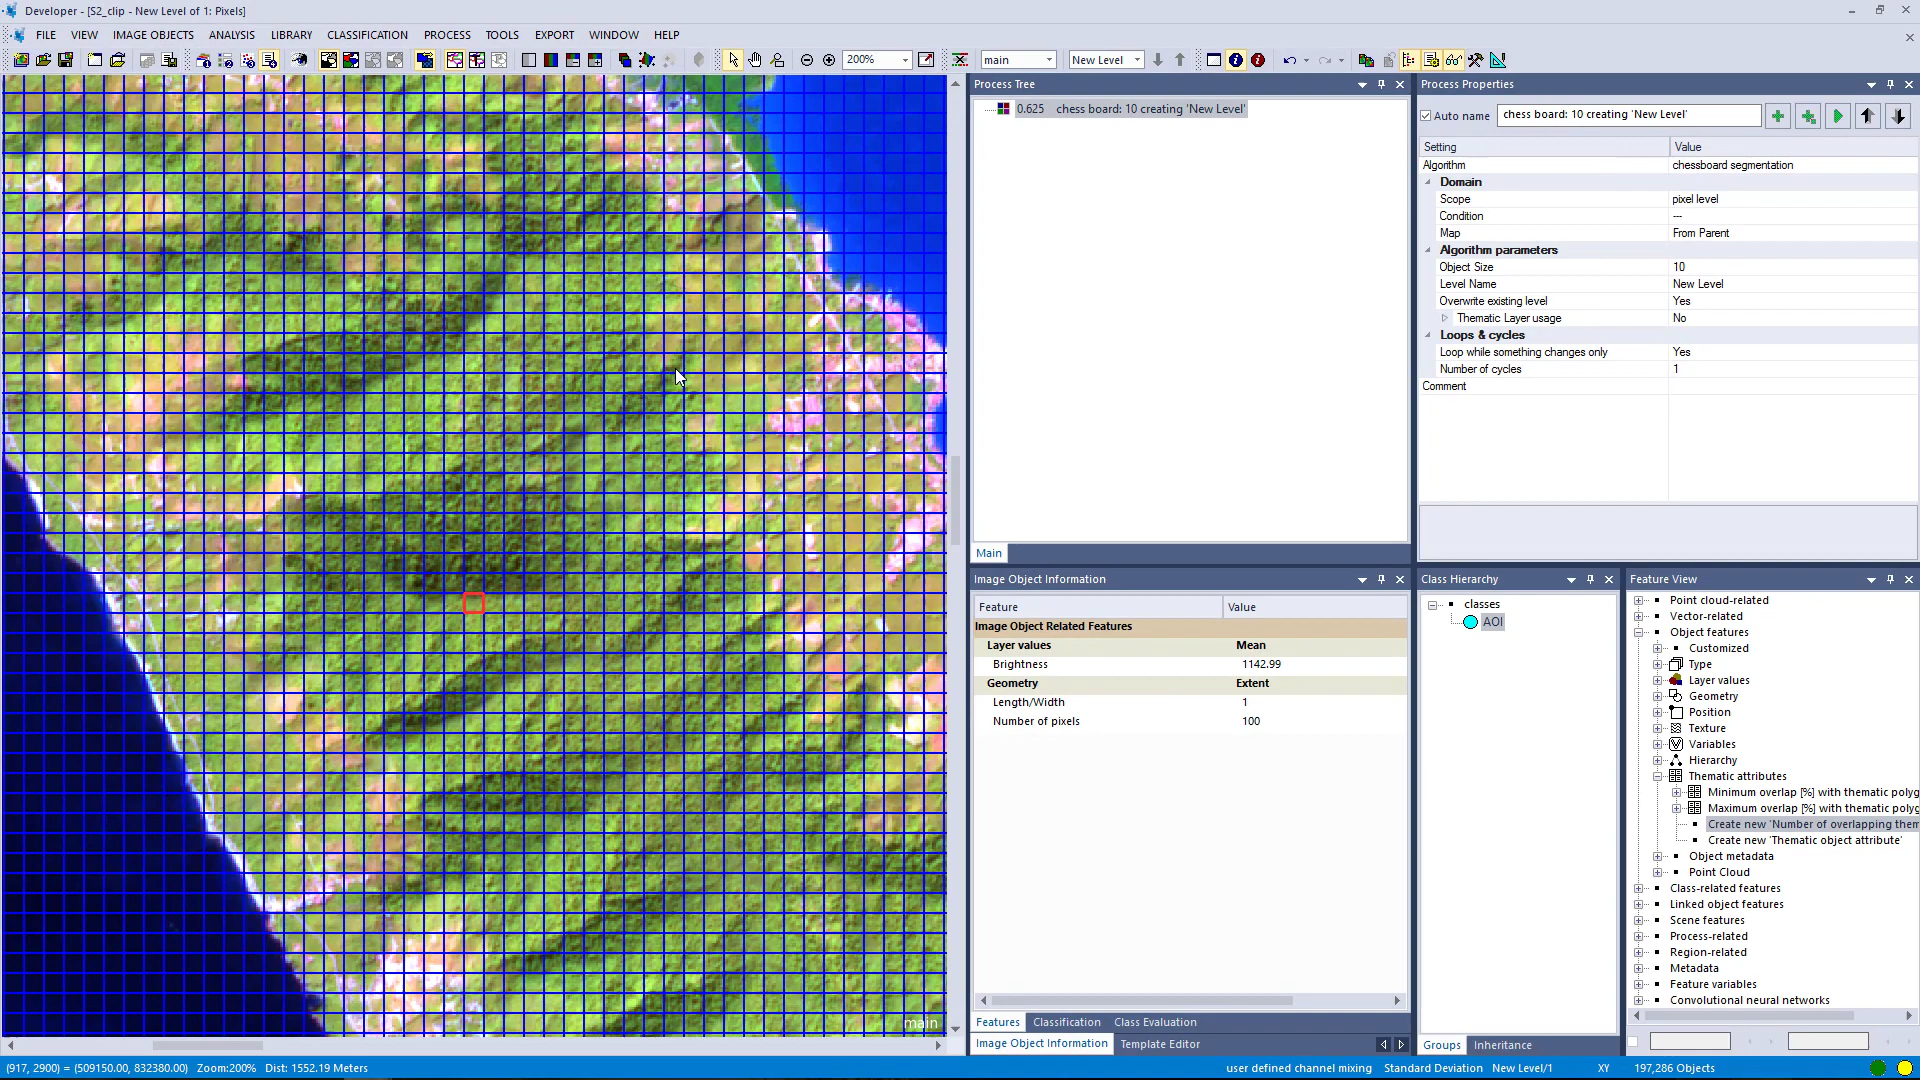 Developer - [S2_clip - New Level of 1: Pixels]
FILE VIEW IMAGE OBJECTS ANALYSIS LIBRARY CLASSIFICATION PROCESS TOOLS EXPORT WINDOW HELP
200% main New Level
main
Process Tree
0.625 chess board: 10 creating 'New Level'
Main
Process Properties
Auto name chess board: 10 creating 'New Level'
Setting Value
Algorithm chessboard segmentation
Domain
Scope pixel level
Condition ---
Map From Parent
Algorithm parameters
Object Size 10
Level Name New Level
Overwrite existing level Yes
Thematic Layer usage No
Loops & cycles
Loop while something changes only Yes
Number of cycles 1
Comment
Image Object Information
Feature Value
Image Object Related Features
Layer values Mean
Brightness 1142.99
Geometry Extent
Length/Width 1
Number of pixels 100
Features Classification Class Evaluation
Image Object Information Template Editor
Class Hierarchy
classes
AOI
Groups Inheritance
Feature View
Point cloud-related
Vector-related
Object features
Customized
Type
Layer values
Geometry
Position
Texture
Variables
Hierarchy
Thematic attributes
Minimum overlap [%] with thematic polyg
Maximum overlap [%] with thematic polyg
Create new 'Number of overlapping them
Create new 'Thematic object attribute'
Object metadata
Point Cloud
Class-related features
Linked object features
Scene features
Process-related
Region-related
Metadata
Feature variables
Convolutional neural networks
(917, 2900) = (509150.00, 832380.00) Zoom:200% Dist: 1552.19 Meters user defined channel mixing Standard Deviation New Level/1 XY 197,286 Objects